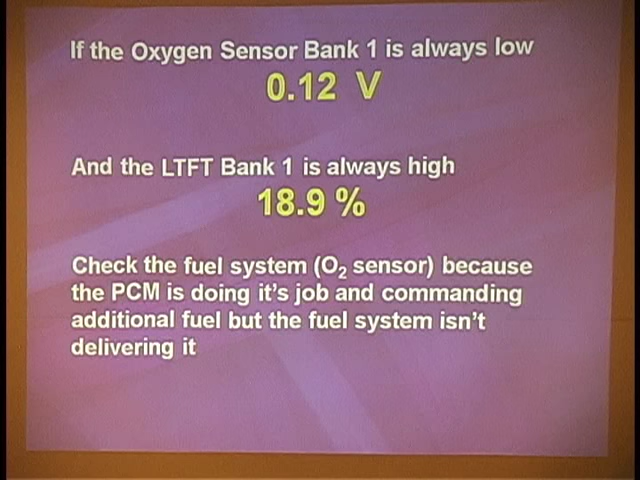 If the Oxygen Sensor Bank 1 is always low
0.12 V
And the LTFT Bank 1 is always high
18.9 %
Check the fuel system (O₂ sensor) because
the PCM is doing it's job and commanding
additional fuel but the fuel system isn't
delivering it